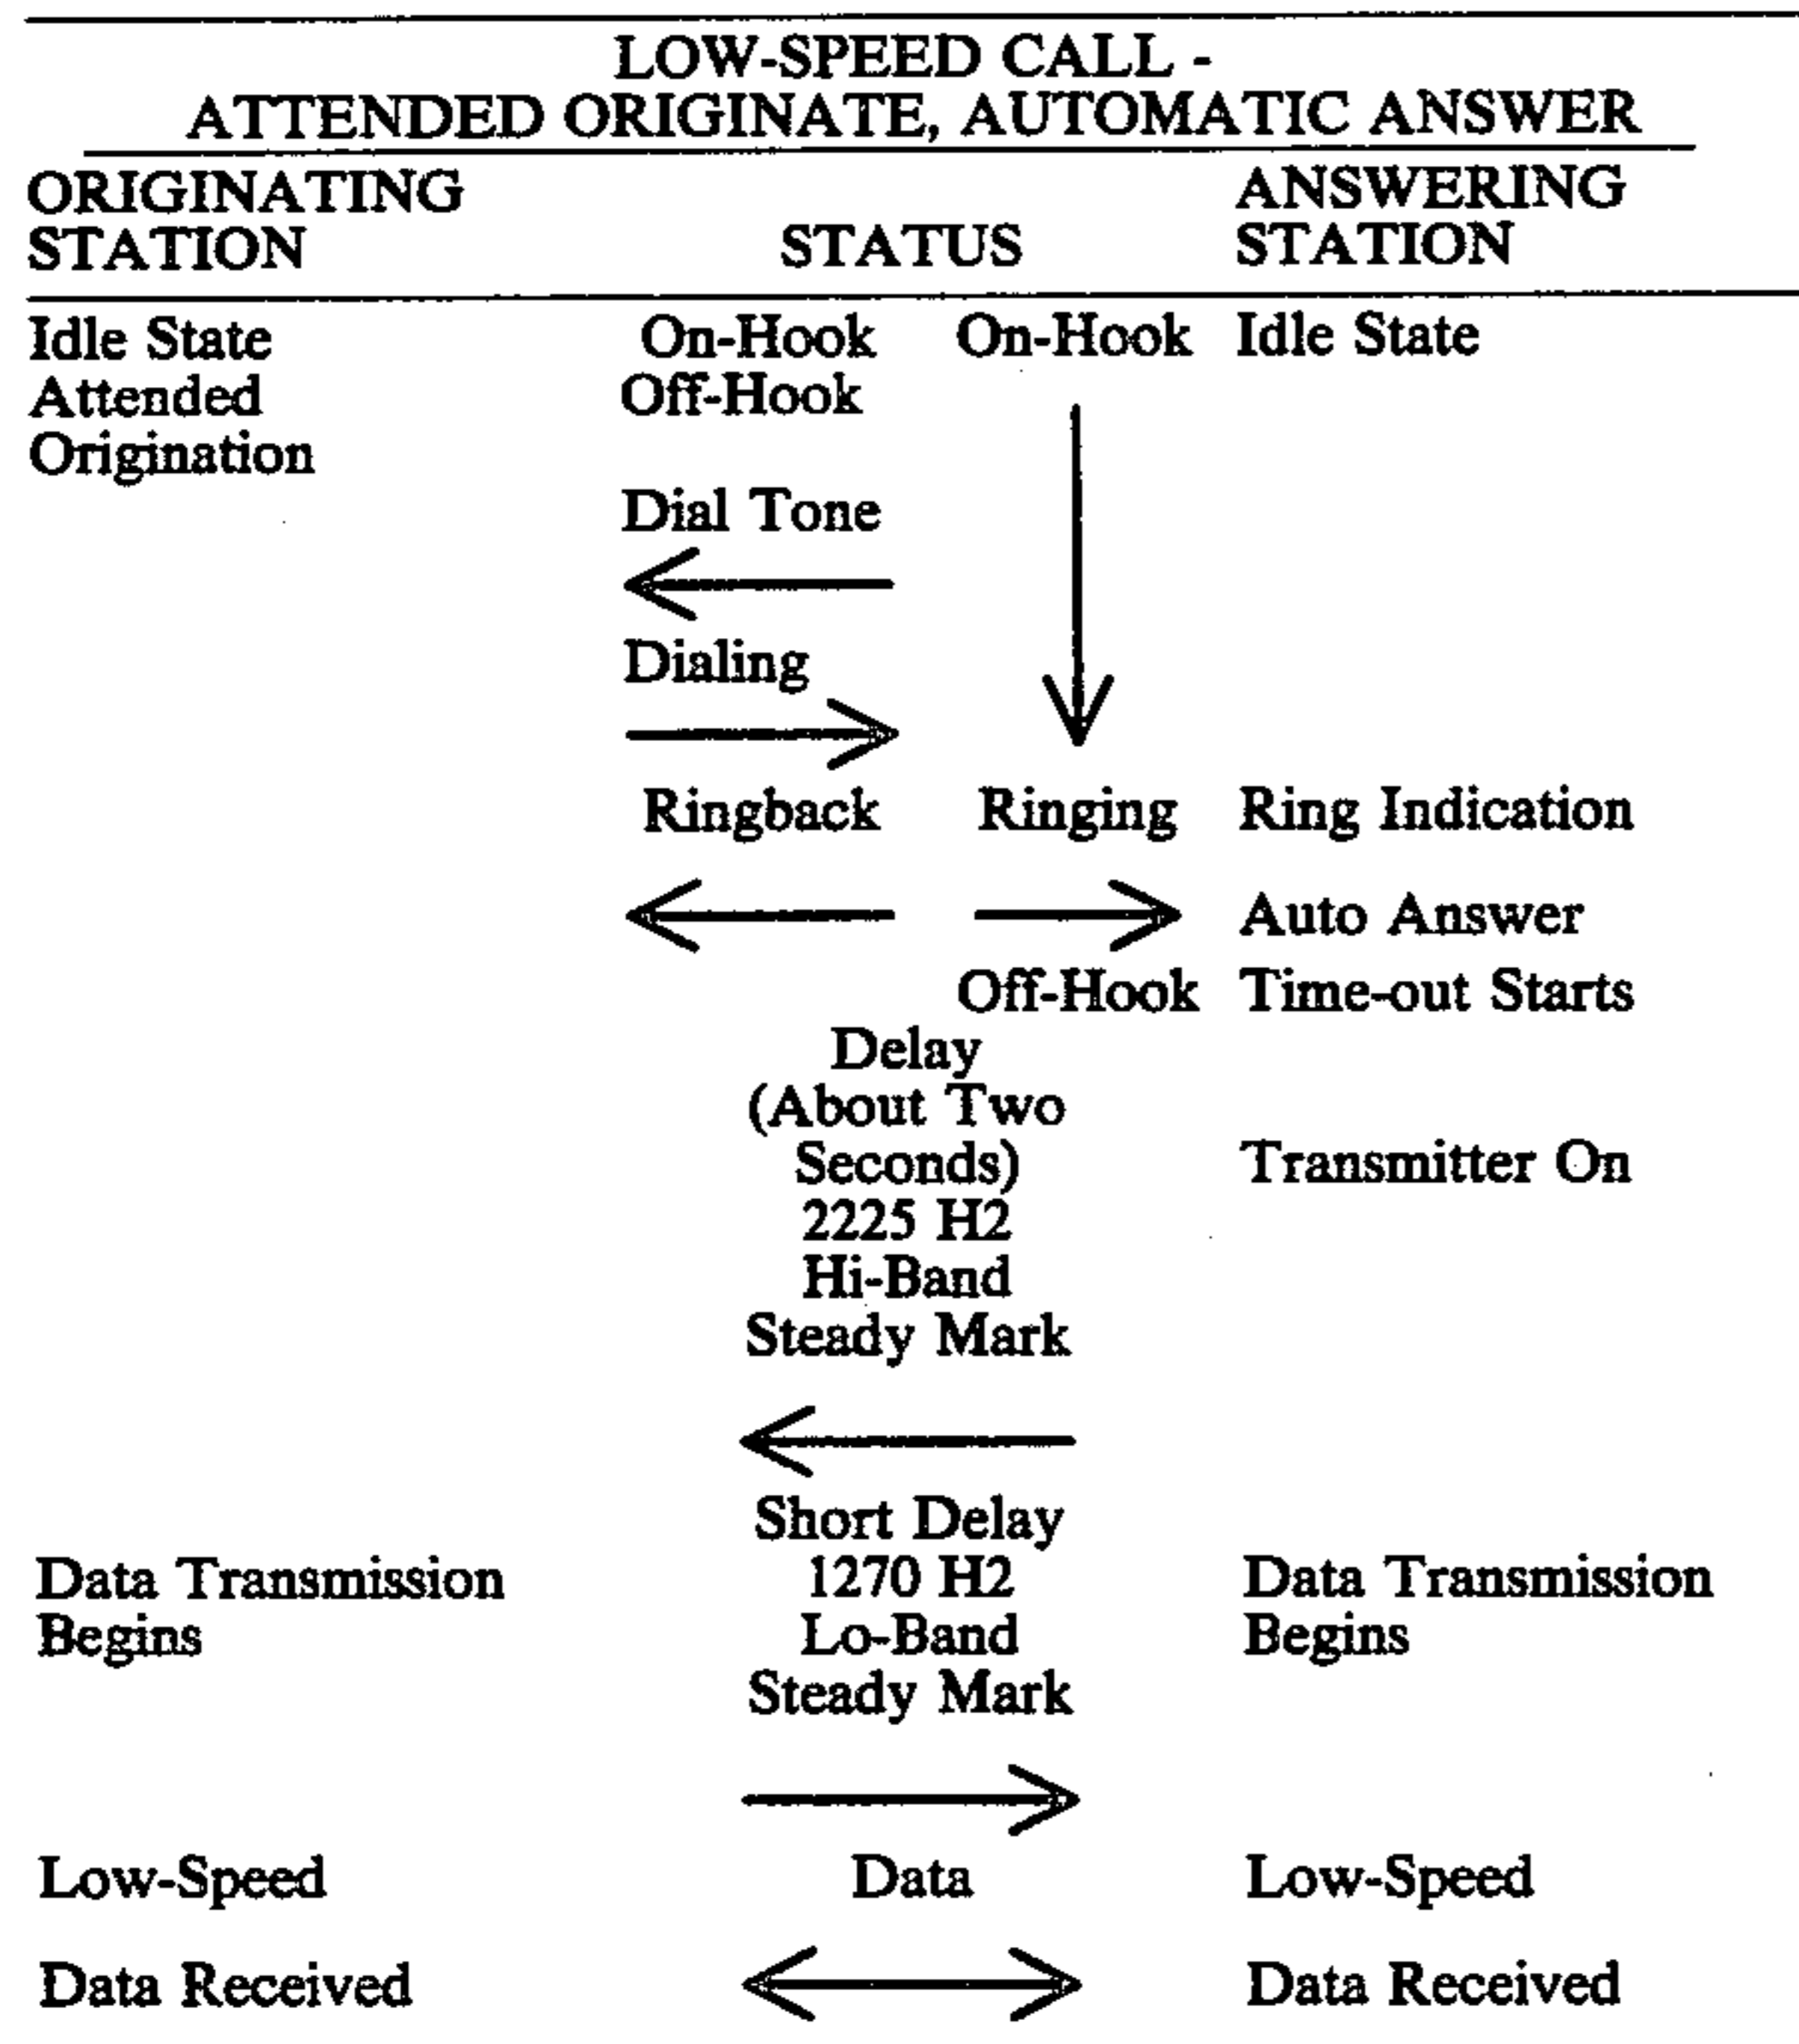 LOW-SPEED CALL -
ATTENDED ORIGINATE, AUTOMATIC ANSWER
ORIGINATING ANSWERING
STATION STATUS STATION
Idle State On-Hook On-Hook Idle State
Attended Off-Hook
Origination
Dial Tone
Dialing
Ringback Ringing Ring Indication
Auto Answer
Off-Hook Time-out Starts
Delay
(About Two
Seconds) Transmitter On
2225 H2
Hi-Band
Steady Mark
Short Delay
Data Transmission 1270 H2 Data Transmission
Begins Lo-Band Begins
Steady Mark
Low-Speed Data Low-Speed
Data Received Data Received